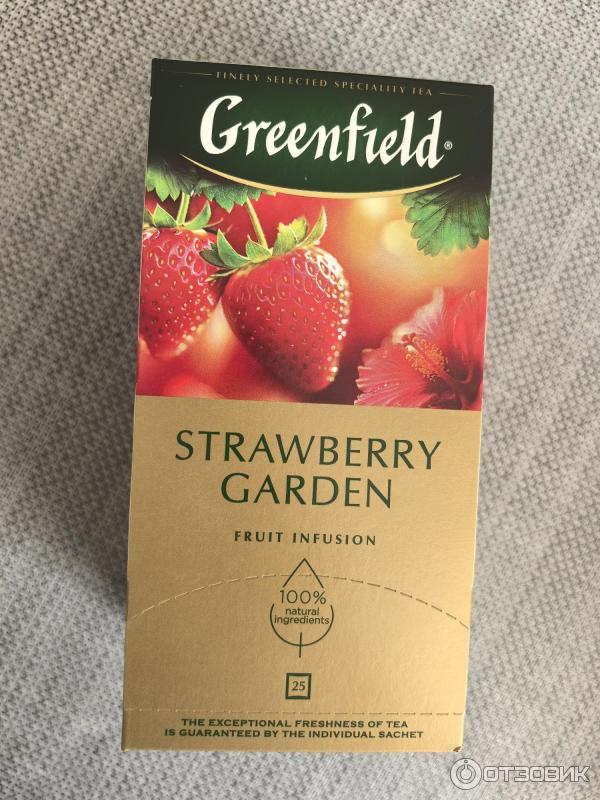 FINELY SELECTED SPECIALITY TEA
Greenfield®
STRAWBERRY
GARDEN
FRUIT INFUSION
100%
natural
ingredients
25
THE EXCEPTIONAL FRESHNESS OF TEA
IS GUARANTEED BY THE INDIVIDUAL SACHET
ОТЗОВИК